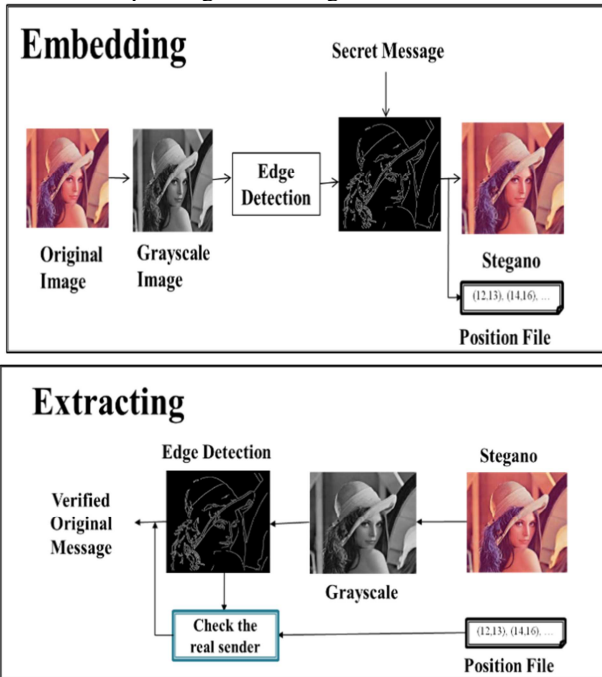 Embedding
Secret Message
Edge
Detection
Original
Image
Grayscale
Image
Stegano
(12,13), (14,16), ...
Position File
Extracting
Edge Detection
Stegano
Verified
Original
Message
Grayscale
Check the
real sender
(12,13), (14,16), ...
Position File